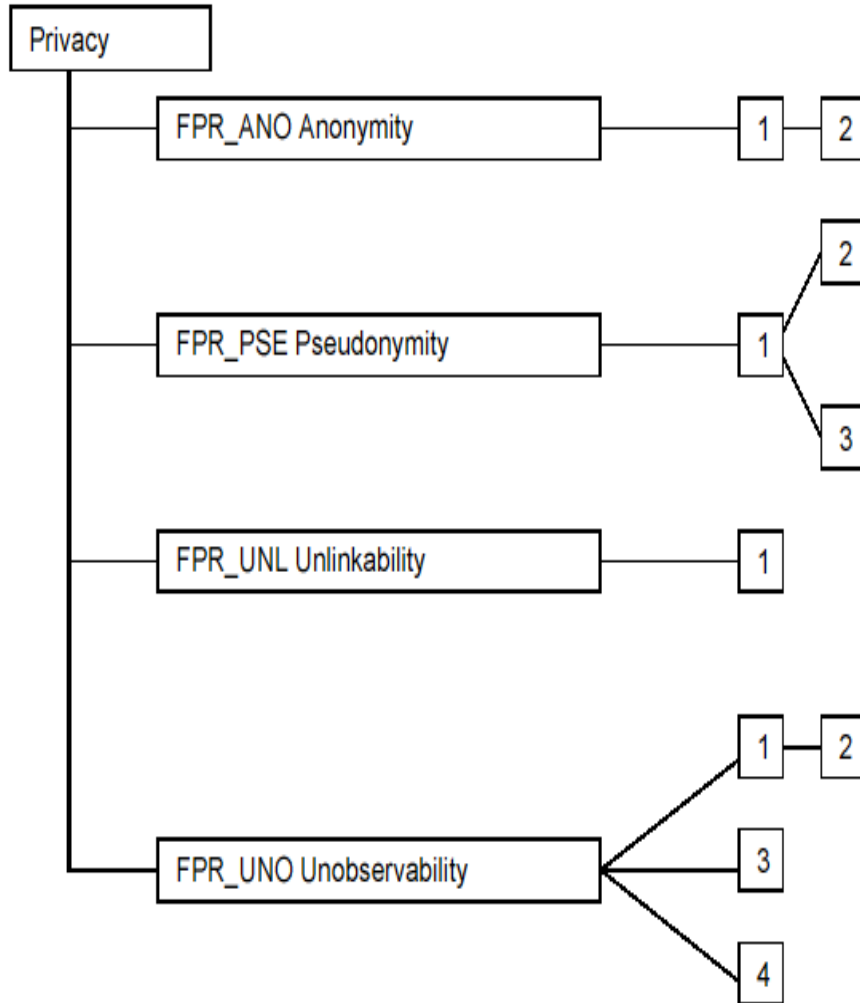 Privacy
FPR_ANO Anonymity 1 2
2
FPR_PSE Pseudonymity 1
3
FPR_UNL Unlinkability 1
1 2
3
FPR_UNO Unobservability
4